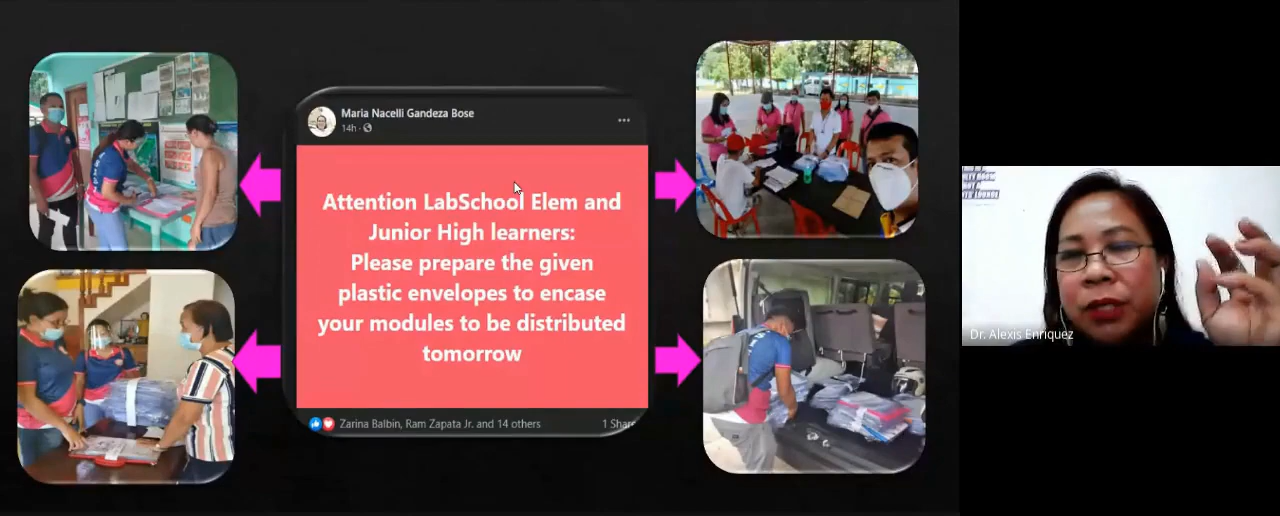 Maria Nacelli Gandeza Bose
14h
Attention LabSchool Elem and
Junior High learners:
Please prepare the given
plastic envelopes to encase
your modules to be distributed
tomorrow
Zarina Balbin, Ram Zapata Jr. and 14 others
1 Share
Dr. Alexis Enriquez